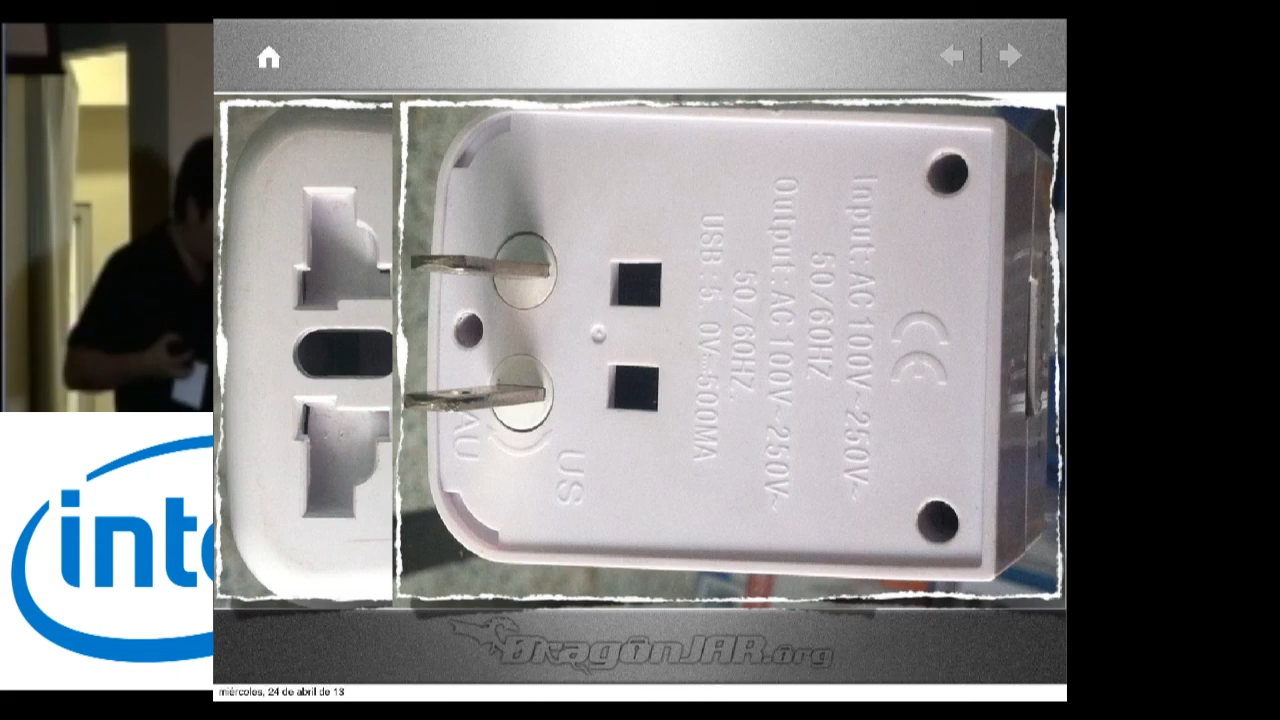 Input: AC 100V~250V~
50/60HZ
Output: AC 100V~250V~
50/60HZ.
USB: 5.0V⎓500MA
CE
AU
US
inte
DragonJAR.org
miércoles, 24 de abril de 13